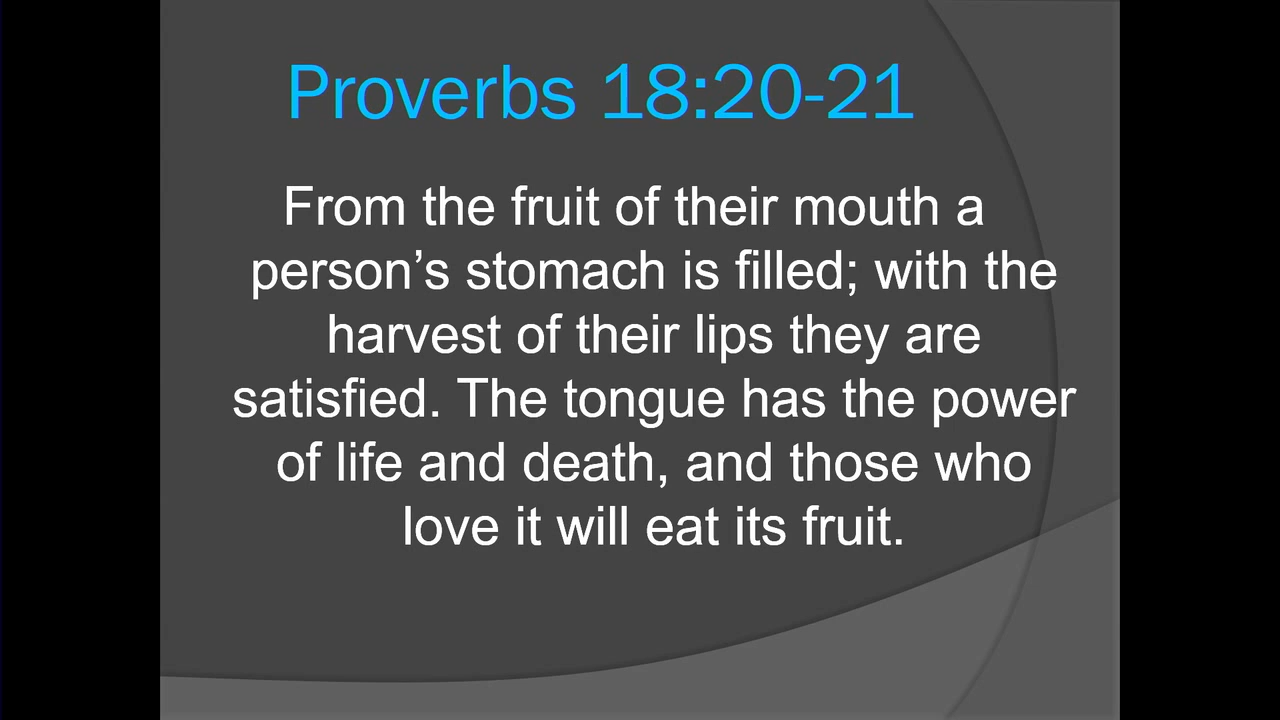 Proverbs 18:20-21
From the fruit of their mouth a
person’s stomach is filled; with the
harvest of their lips they are
satisfied. The tongue has the power
of life and death, and those who
love it will eat its fruit.